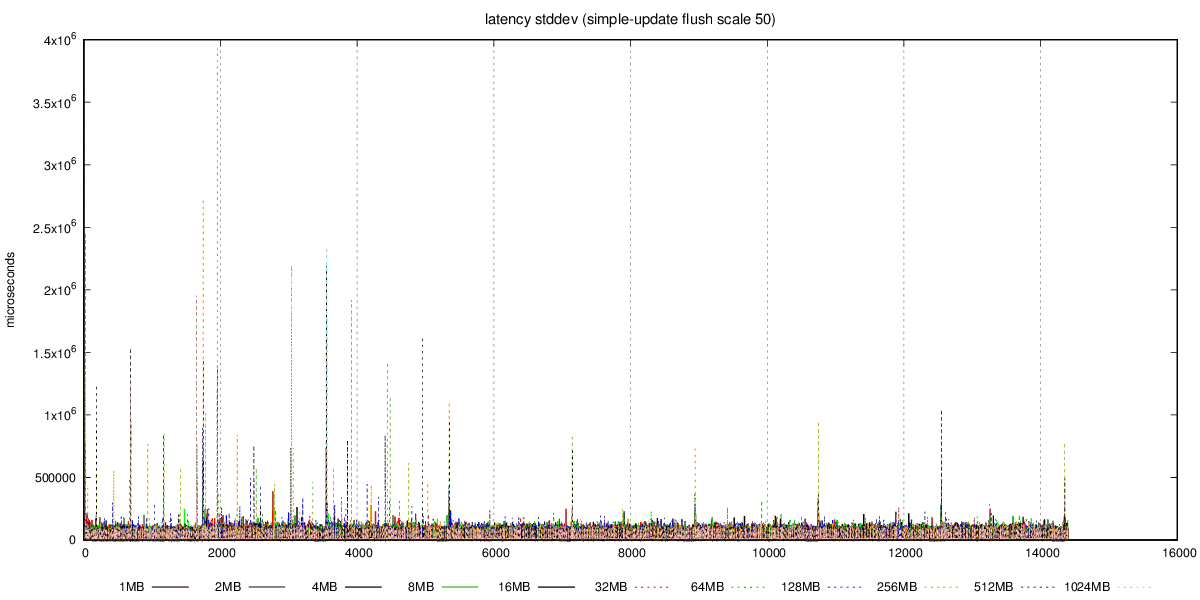 latency stddev (simple-update flush scale 50)
4x10^6
3.5x10^6
3x10^6
2.5x10^6
2x10^6
1.5x10^6
1x10^6
500000
0
microseconds
0 2000 4000 6000 8000 10000 12000 14000 16000
1MB 2MB 4MB 8MB 16MB 32MB 64MB 128MB 256MB 512MB 1024MB